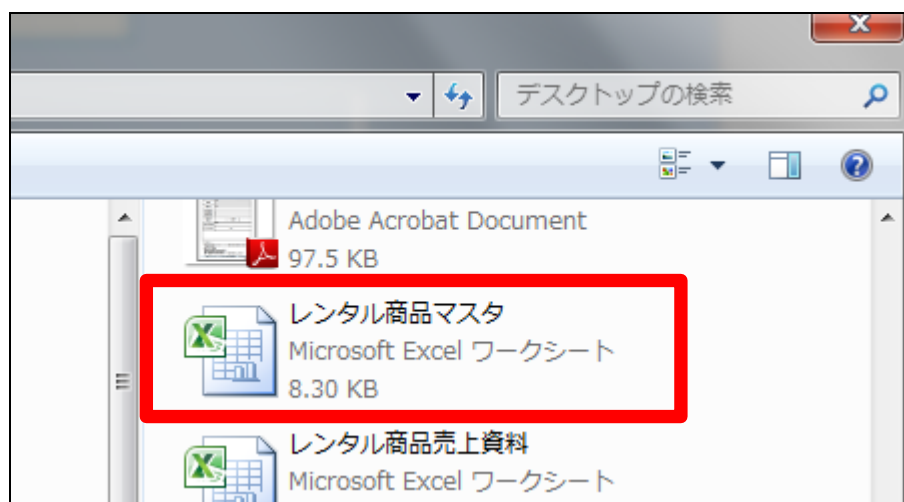 デスクトップの検索
Adobe Acrobat Document
97.5 KB
レンタル商品マスタ
Microsoft Excel ワークシート
8.30 KB
レンタル商品売上資料
Microsoft Excel ワークシート